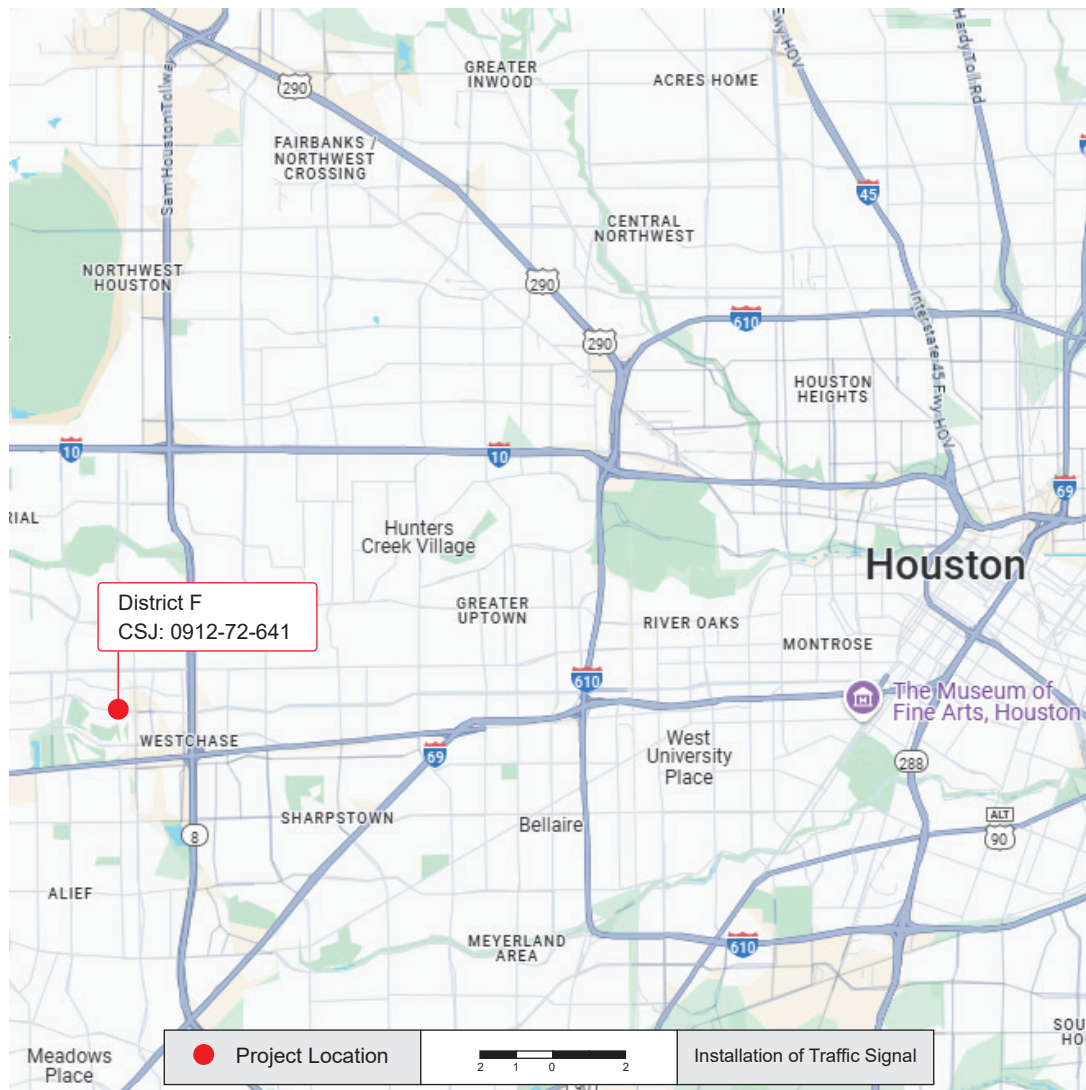 Fwy HOV
Hardy Toll Rd
GREATER
INWOOD
ACRES HOME
290
Sam Houston Tollway
FAIRBANKS /
NORTHWEST
CROSSING
45
CENTRAL
NORTHWEST
NORTHWEST
HOUSTON
290
Interstate 45 Fwy HOV
610
290
HOUSTON
HEIGHTS
10
10
69
RIAL
Hunters
Creek Village
Houston
District F
CSJ: 0912-72-641
GREATER
UPTOWN
RIVER OAKS
MONTROSE
610
The Museum of
Fine Arts, Houston
WESTCHASE
69
West
University
Place
288
SHARPSTOWN
Bellaire
8
ALT
90
ALIEF
MEYERLAND
AREA
610
SOU
HO
Meadows
Place
Project Location
2 1 0 2
Installation of Traffic Signal
90